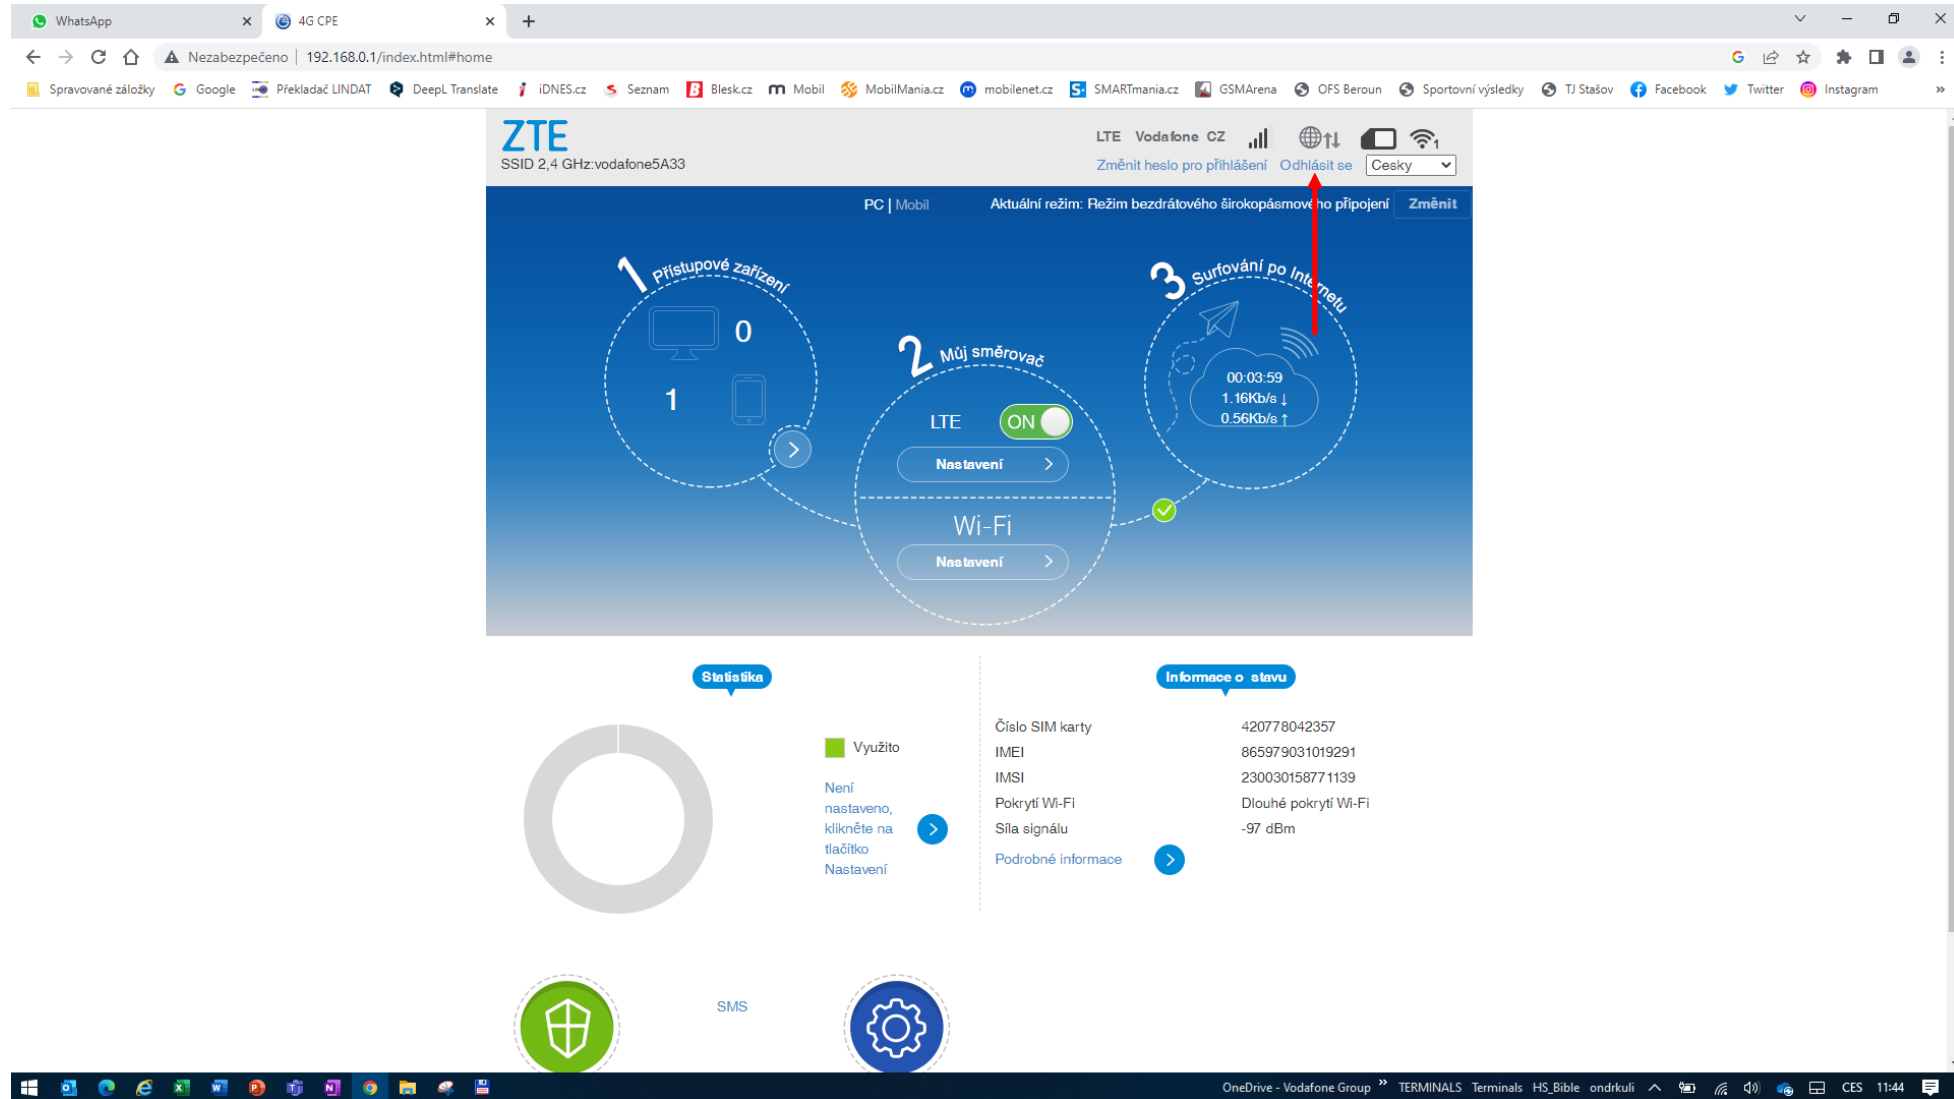 WhatsApp
4G CPE
Nezabezpečeno | 192.168.0.1/index.html#home
Spravované záložky Google Překladač LINDAT DeepL Translate iDNES.cz Seznam Blesk.cz Mobil MobilMania.cz mobilenet.cz SMARTmania.cz GSMArena OFS Beroun Sportovní výsledky TJ Stašov Facebook Twitter Instagram »
ZTE
SSID 2,4 GHz:vodafone5A33
LTE Vodafone CZ 1
Změnit heslo pro přihlášení Odhlásit se Cesky
PC | Mobil Aktuální režim: Režim bezdrátového širokopásmového připojení Změnit
1 Přístupové zařízení
0
1
2 Můj směrovač
LTE ON
Nastavení
Wi-Fi
Nastavení
3 Surfování po Internetu
00:03:59
1.16Kb/s ↓
0.56Kb/s ↑
Statistika
Využito
Není
nastaveno,
klikněte na
tlačítko
Nastavení
Informace o stavu
Číslo SIM karty 420778042357
IMEI 865979031019291
IMSI 230030158771139
Pokrytí Wi-Fi Dlouhé pokrytí Wi-Fi
Síla signálu -97 dBm
Podrobné informace
SMS
OneDrive - Vodafone Group » TERMINALS Terminals HS_Bible ondrkuli CES 11:44